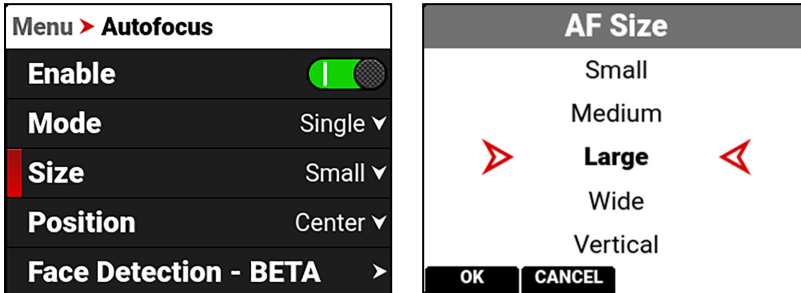 Menu > Autofocus
Enable
Mode Single
Size Small
Position Center
Face Detection - BETA >
AF Size
Small
Medium
Large
Wide
Vertical
OK CANCEL